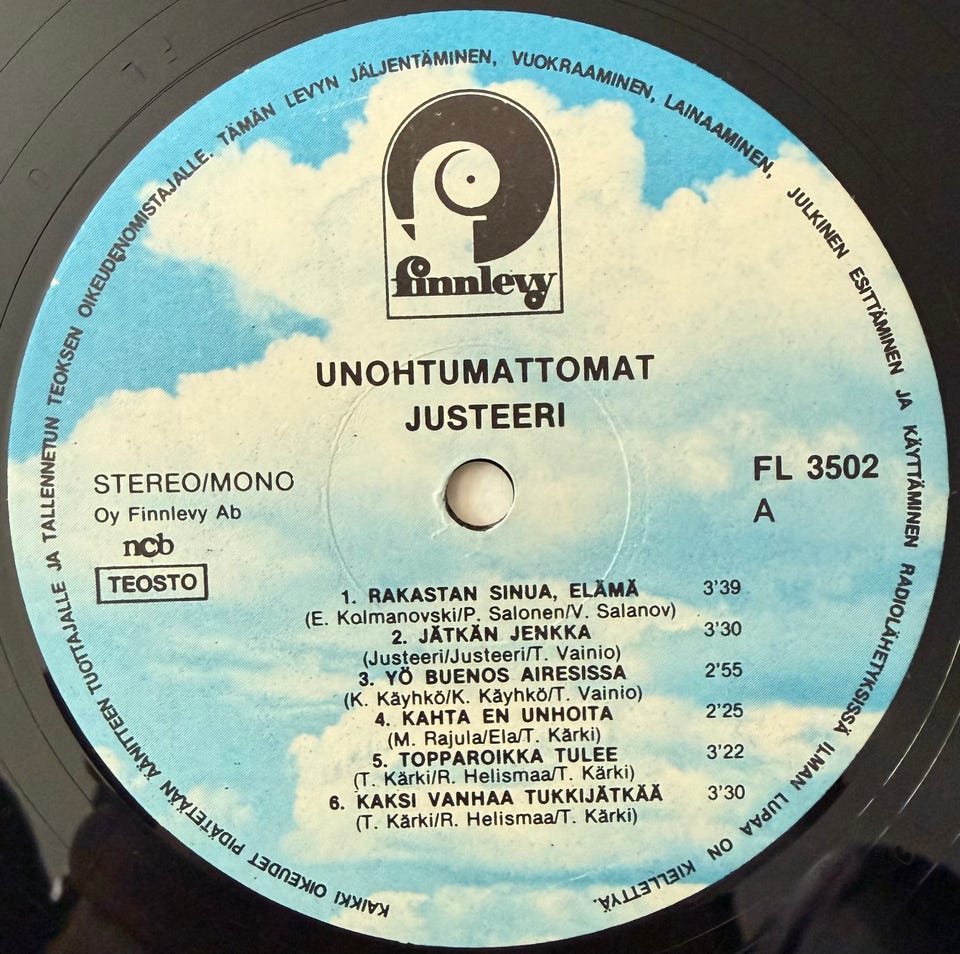 KAIKKI OIKEUDET PIDÄTETÄÄN ÄÄNITTEEN TUOTTAJALLE JA TALLENNETUN TEOKSEN OIKEUDENOMISTAJALLE. TÄMÄN LEVYN JÄLJENTÄMINEN, VUOKRAAMINEN, LAINAAMINEN, JULKINEN ESITTÄMINEN JA KÄYTTÄMINEN RADIOLÄHETYKSISSÄ ILMAN LUPAA ON KIELLETTYÄ.
finnlevy
UNOHTUMATTOMAT
JUSTEERI
STEREO/MONO
Oy Finnlevy Ab
ncb
TEOSTO
FL 3502
A
1. RAKASTAN SINUA, ELÄMÄ 3'39
(E. Kolmanovski/P. Salonen/V. Salanov)
2. JÄTKÄN JENKKA 3'30
(Justeeri/Justeeri/T. Vainio)
3. YÖ BUENOS AIRESISSA 2'55
(K. Käyhkö/K. Käyhkö/T. Vainio)
4. KAHTA EN UNHOITA 2'25
(M. Rajula/Ela/T. Kärki)
5. TOPPAROIKKA TULEE 3'22
(T. Kärki/R. Helismaa/T. Kärki)
6. KAKSI VANHAA TUKKIJÄTKÄÄ 3'30
(T. Kärki/R. Helismaa/T. Kärki)